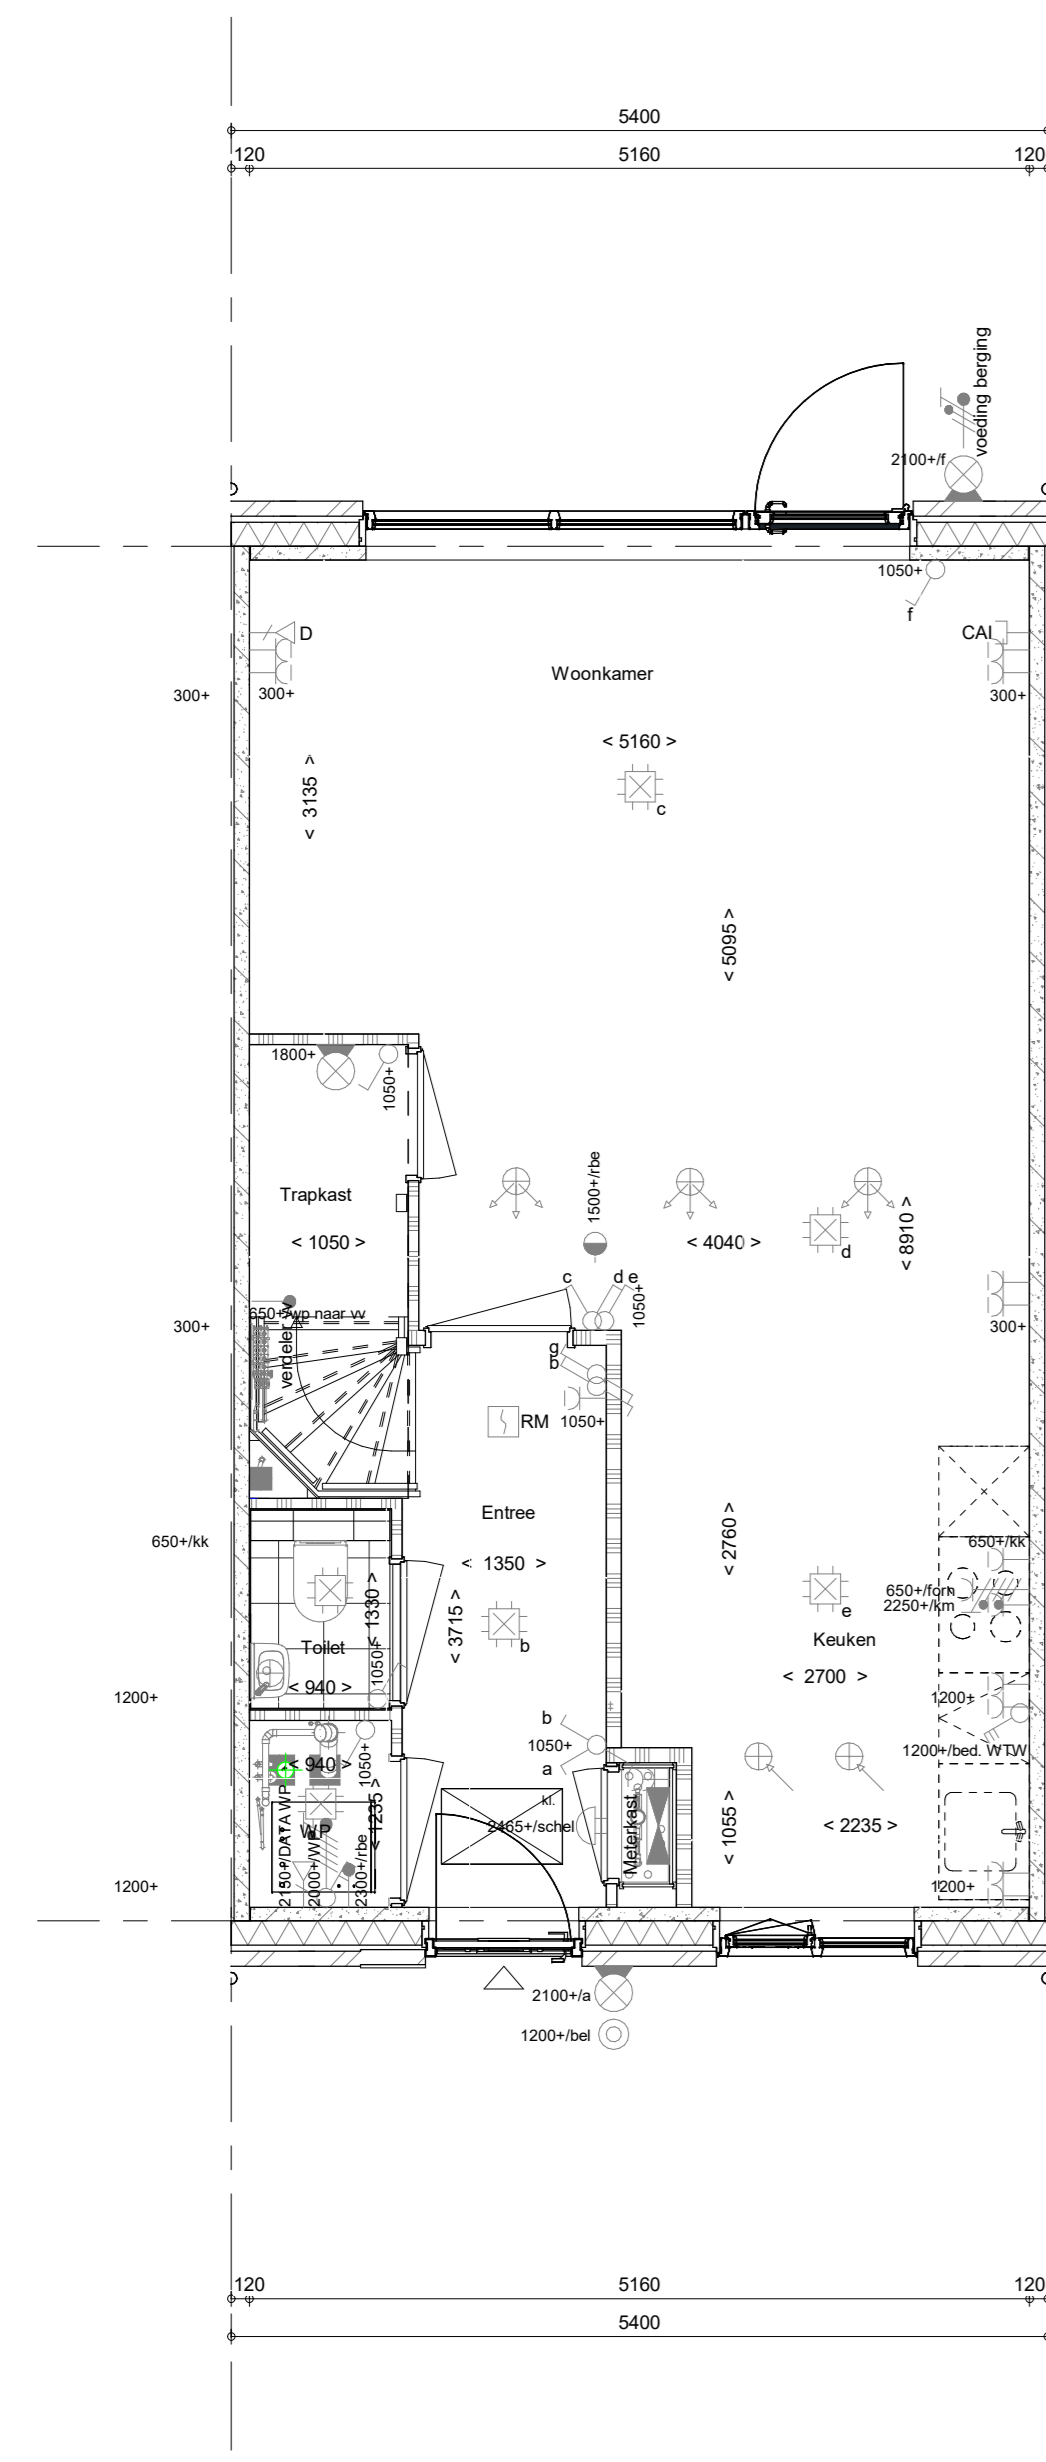 5400
120 5160 120
voeding berging
2100+/f
1050+
f
D
CAI
300+ 300+ 300+
Woonkamer
< 5160 >
c
< 3135 >
< 5095 >
1800+
1050+
Trapkast
< 1050 >
1500+/rbe
< 4040 >
d
< 8910 >
c d e
1050+
650+/wp naar vv
verdeler vv
300+ 300+
g
b
1050+
RM
Entree
< 1350 >
< 2760 >
650+/kk 650+/kk
650+/forn
2250+/km
e
Keuken
< 2700 >
< 1330 >
< 3715 >
b
Toilet
1050+
< 940 >
1200+ 1200+
b
1050+
a
1200+/bed. WTW
< 940 >
1050+
< 1235 >
WP
2150+/DATA WP
2000+/WP
2300+/rbe
kl.
2465+/schel
Meterkast
< 1055 >
< 2235 >
1200+ 1200+
2100+/a
1200+/bel
120 5160 120
5400